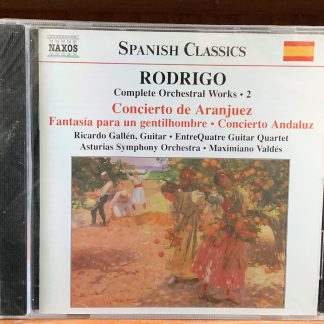 NAXOS
SPANISH CLASSICS
RODRIGO
Complete Orchestral Works • 2
Concierto de Aranjuez
Fantasía para un gentilhombre • Concierto Andaluz
Ricardo Gallén, Guitar • EntreQuatre Guitar Quartet
Asturias Symphony Orchestra • Maximiano Valdés